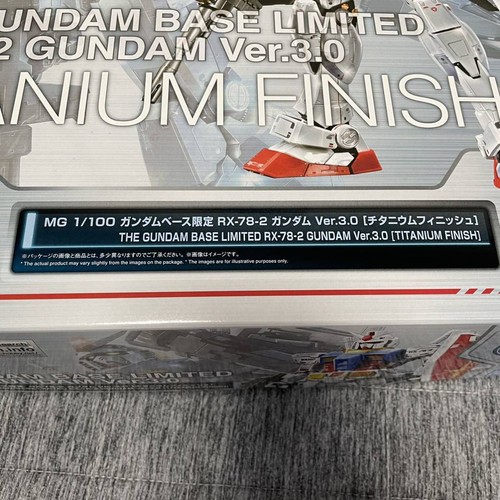 GUNDAM BASE LIMITED
2 GUNDAM Ver.3.0
ANIUM FINISH
MG 1/100 ガンダムベース限定 RX-78-2 ガンダム Ver.3.0 [チタニウムフィニッシュ]
THE GUNDAM BASE LIMITED RX-78-2 GUNDAM Ver.3.0 [TITANIUM FINISH]
※パッケージの画像と商品とは、多少異なりますのでご了承ください。 ※画像はイメージです。
* The actual product may vary slightly from the images on the package. * The images are for illustrative purposes only.
.info
LIMITED